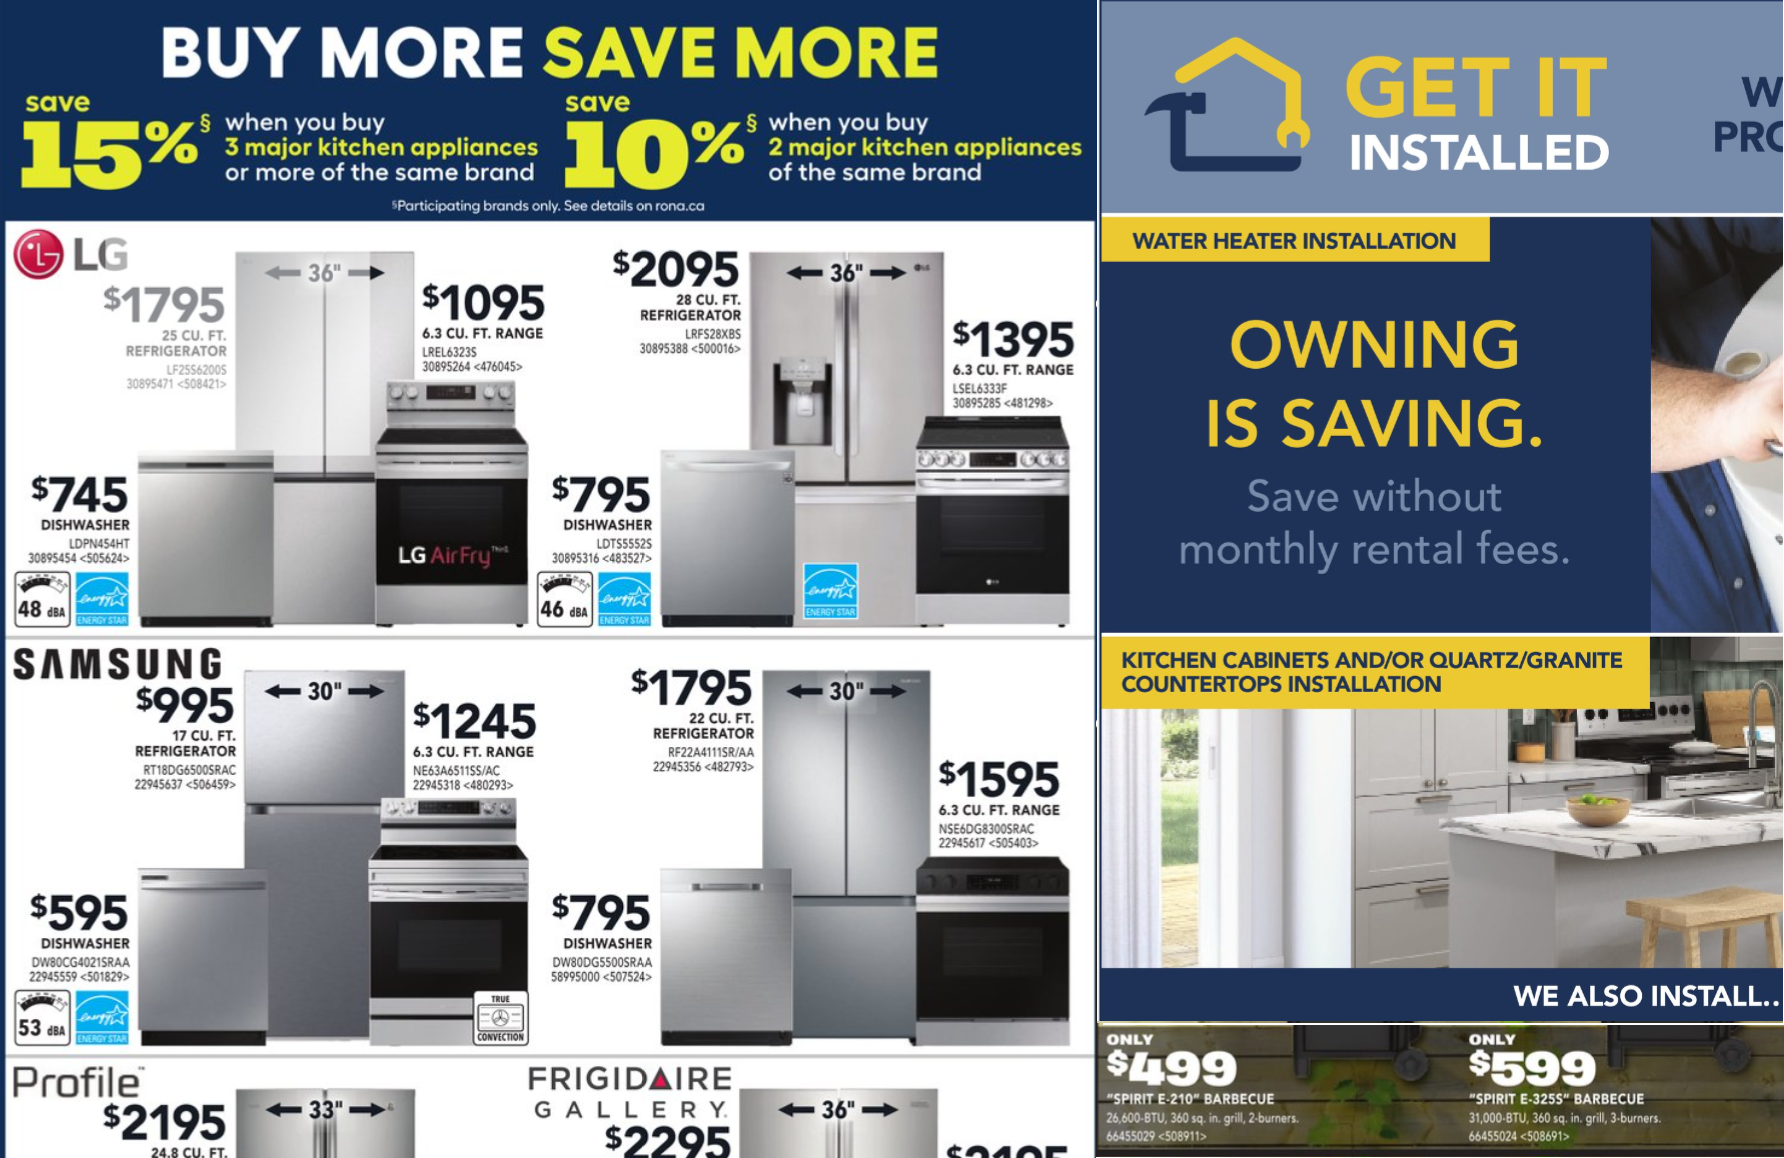 BUY MORE SAVE MORE
save
15%§
when you buy
3 major kitchen appliances
or more of the same brand
save
10%§
when you buy
2 major kitchen appliances
of the same brand
§Participating brands only. See details on rona.ca
LG
$1795
25 CU. FT.
REFRIGERATOR
LF25S6200S
30895471 <508421>
36"
$1095
6.3 CU. FT. RANGE
LREL6323S
30895264 <476045>
$745
DISHWASHER
LDPN454HT
30895454 <505624>
48 dBA
energy
ENERGY STAR
LG AirFry
$2095
28 CU. FT.
REFRIGERATOR
LRFS28XBS
30895388 <500016>
36"
LG
$1395
6.3 CU. FT. RANGE
LSEL6333F
30895285 <481298>
$795
DISHWASHER
LDTS5552S
30895316 <483527>
46 dBA
energy
ENERGY STAR
energy
ENERGY STAR
SAMSUNG
$995
17 CU. FT.
REFRIGERATOR
RT18DG6500SRAC
22945637 <506459>
30"
$1245
6.3 CU. FT. RANGE
NE63A6511SS/AC
22945318 <480293>
$595
DISHWASHER
DW80CG4021SRAA
22945559 <501829>
53 dBA
energy
ENERGY STAR
TRUE
CONVECTION
$1795
22 CU. FT.
REFRIGERATOR
RF22A4111SR/AA
22945356 <482793>
30"
$1595
6.3 CU. FT. RANGE
NSE6DG8300SRAC
22945617 <505403>
$795
DISHWASHER
DW80DG5500SRAA
58995000 <507524>
Profile™
$2195
24.8 CU. FT.
33"
FRIGIDAIRE
GALLERY.
$2295
36"
$2195
GET IT
INSTALLED
W
PRO
WATER HEATER INSTALLATION
OWNING
IS SAVING.
Save without
monthly rental fees.
KITCHEN CABINETS AND/OR QUARTZ/GRANITE
COUNTERTOPS INSTALLATION
WE ALSO INSTALL..
ONLY
$499
"SPIRIT E-210" BARBECUE
26,600-BTU, 360 sq. in. grill, 2-burners.
66455029 <508911>
ONLY
$599
"SPIRIT E-325S" BARBECUE
31,000-BTU, 360 sq. in. grill, 3-burners.
66455024 <508691>